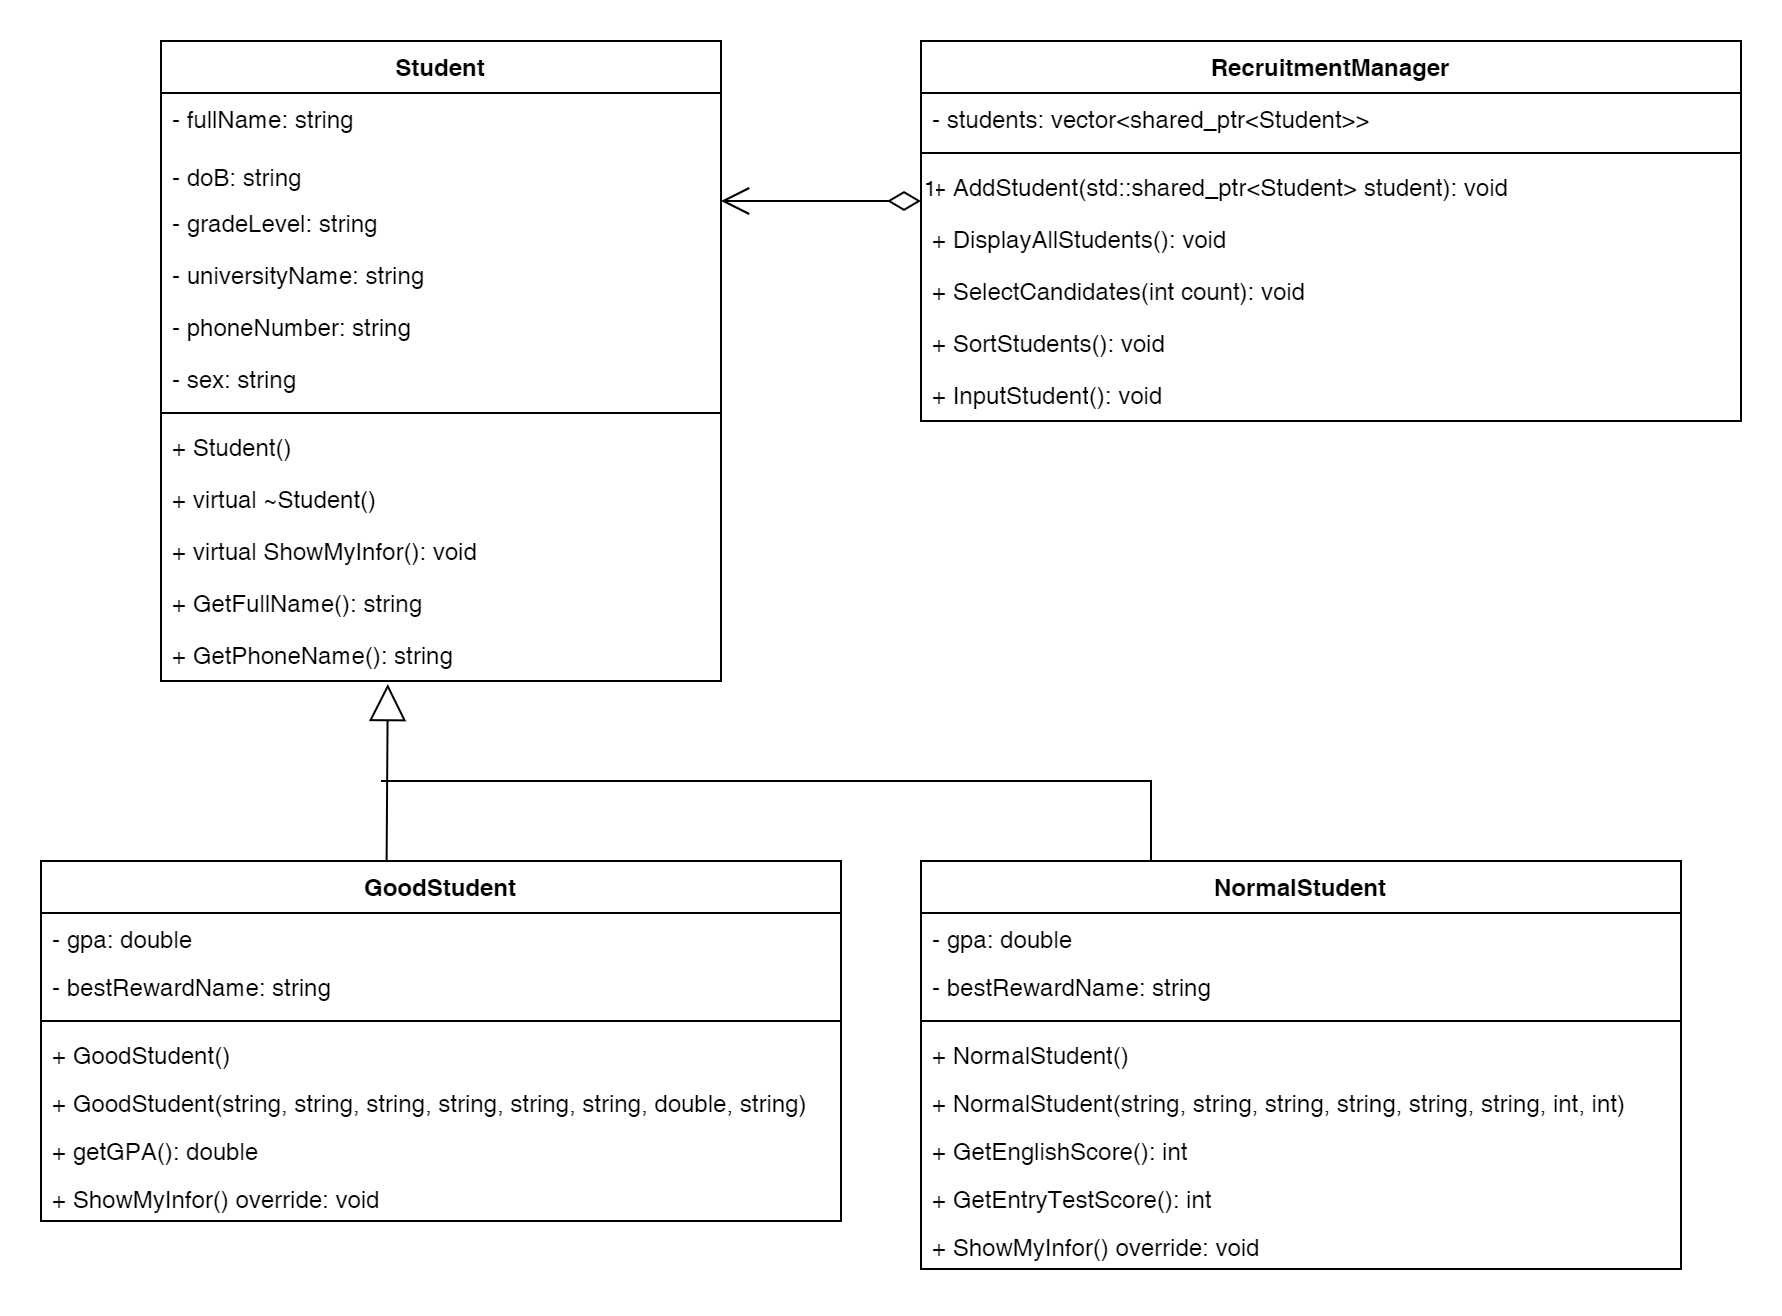 Student
- fullName: string
- doB: string
- gradeLevel: string
- universityName: string
- phoneNumber: string
- sex: string
+ Student()
+ virtual ~Student()
+ virtual ShowMyInfor(): void
+ GetFullName(): string
+ GetPhoneName(): string
RecruitmentManager
- students: vector<shared_ptr<Student>>
1
+ AddStudent(std::shared_ptr<Student> student): void
+ DisplayAllStudents(): void
+ SelectCandidates(int count): void
+ SortStudents(): void
+ InputStudent(): void
GoodStudent
- gpa: double
- bestRewardName: string
+ GoodStudent()
+ GoodStudent(string, string, string, string, string, string, double, string)
+ getGPA(): double
+ ShowMyInfor() override: void
NormalStudent
- gpa: double
- bestRewardName: string
+ NormalStudent()
+ NormalStudent(string, string, string, string, string, string, int, int)
+ GetEnglishScore(): int
+ GetEntryTestScore(): int
+ ShowMyInfor() override: void